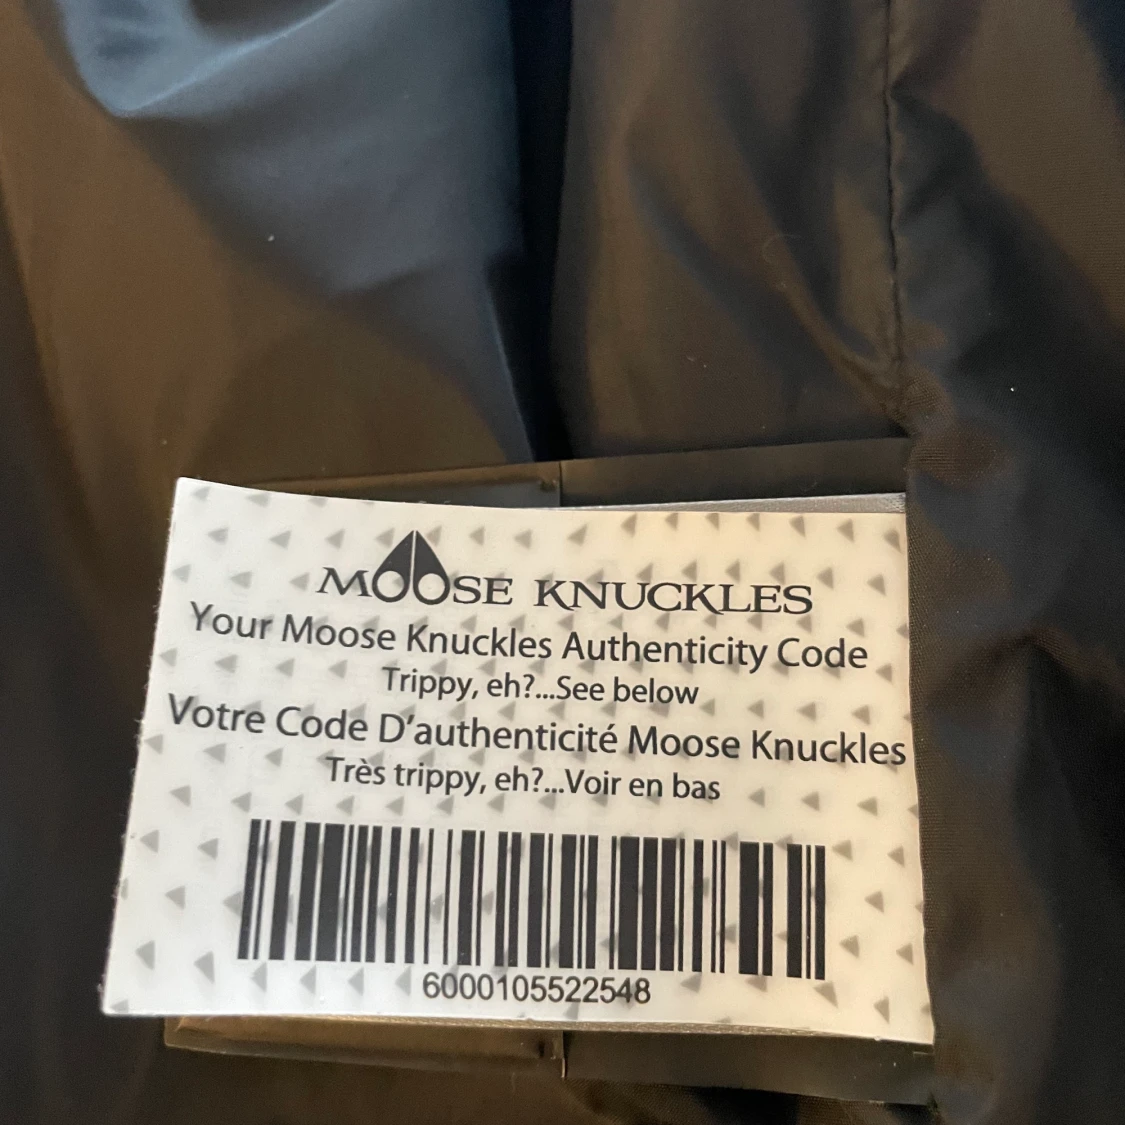 MOOSE KNUCKLES
Your Moose Knuckles Authenticity Code
Trippy, eh?...See below
Votre Code D'authenticité Moose Knuckles
Très trippy, eh?...Voir en bas
6000105522548